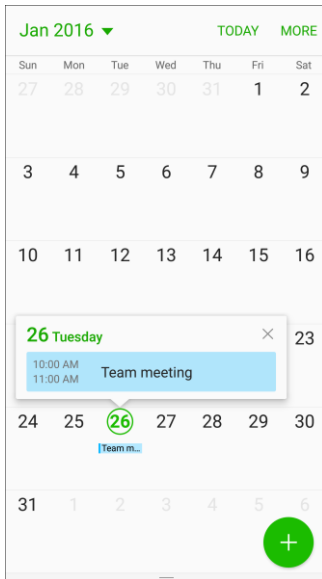 Jan 2016 TODAY MORE
Sun Mon Tue Wed Thu Fri Sat
27 28 29 30 31 1 2
3 4 5 6 7 8 9
10 11 12 13 14 15 16
26 Tuesday
23
10:00 AM
11:00 AM
Team meeting
24 25 26 27 28 29 30
Team m...
31 1 2 3 4 5 6